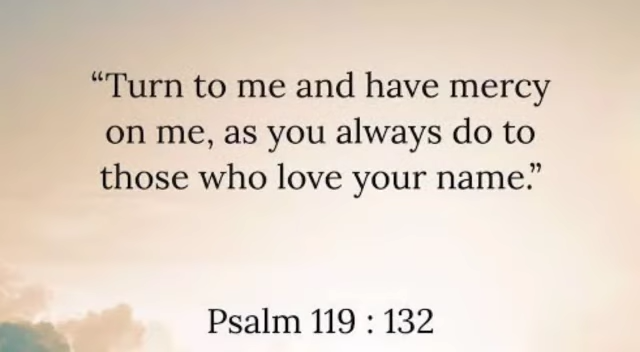 “Turn to me and have mercy
on me, as you always do to
those who love your name.”
Psalm 119 : 132